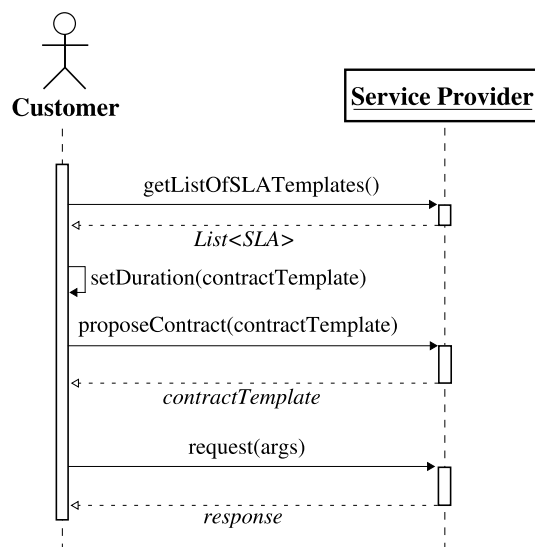 Customer
Service Provider
getListOfSLATemplates()
List<SLA>
setDuration(contractTemplate)
proposeContract(contractTemplate)
contractTemplate
request(args)
response